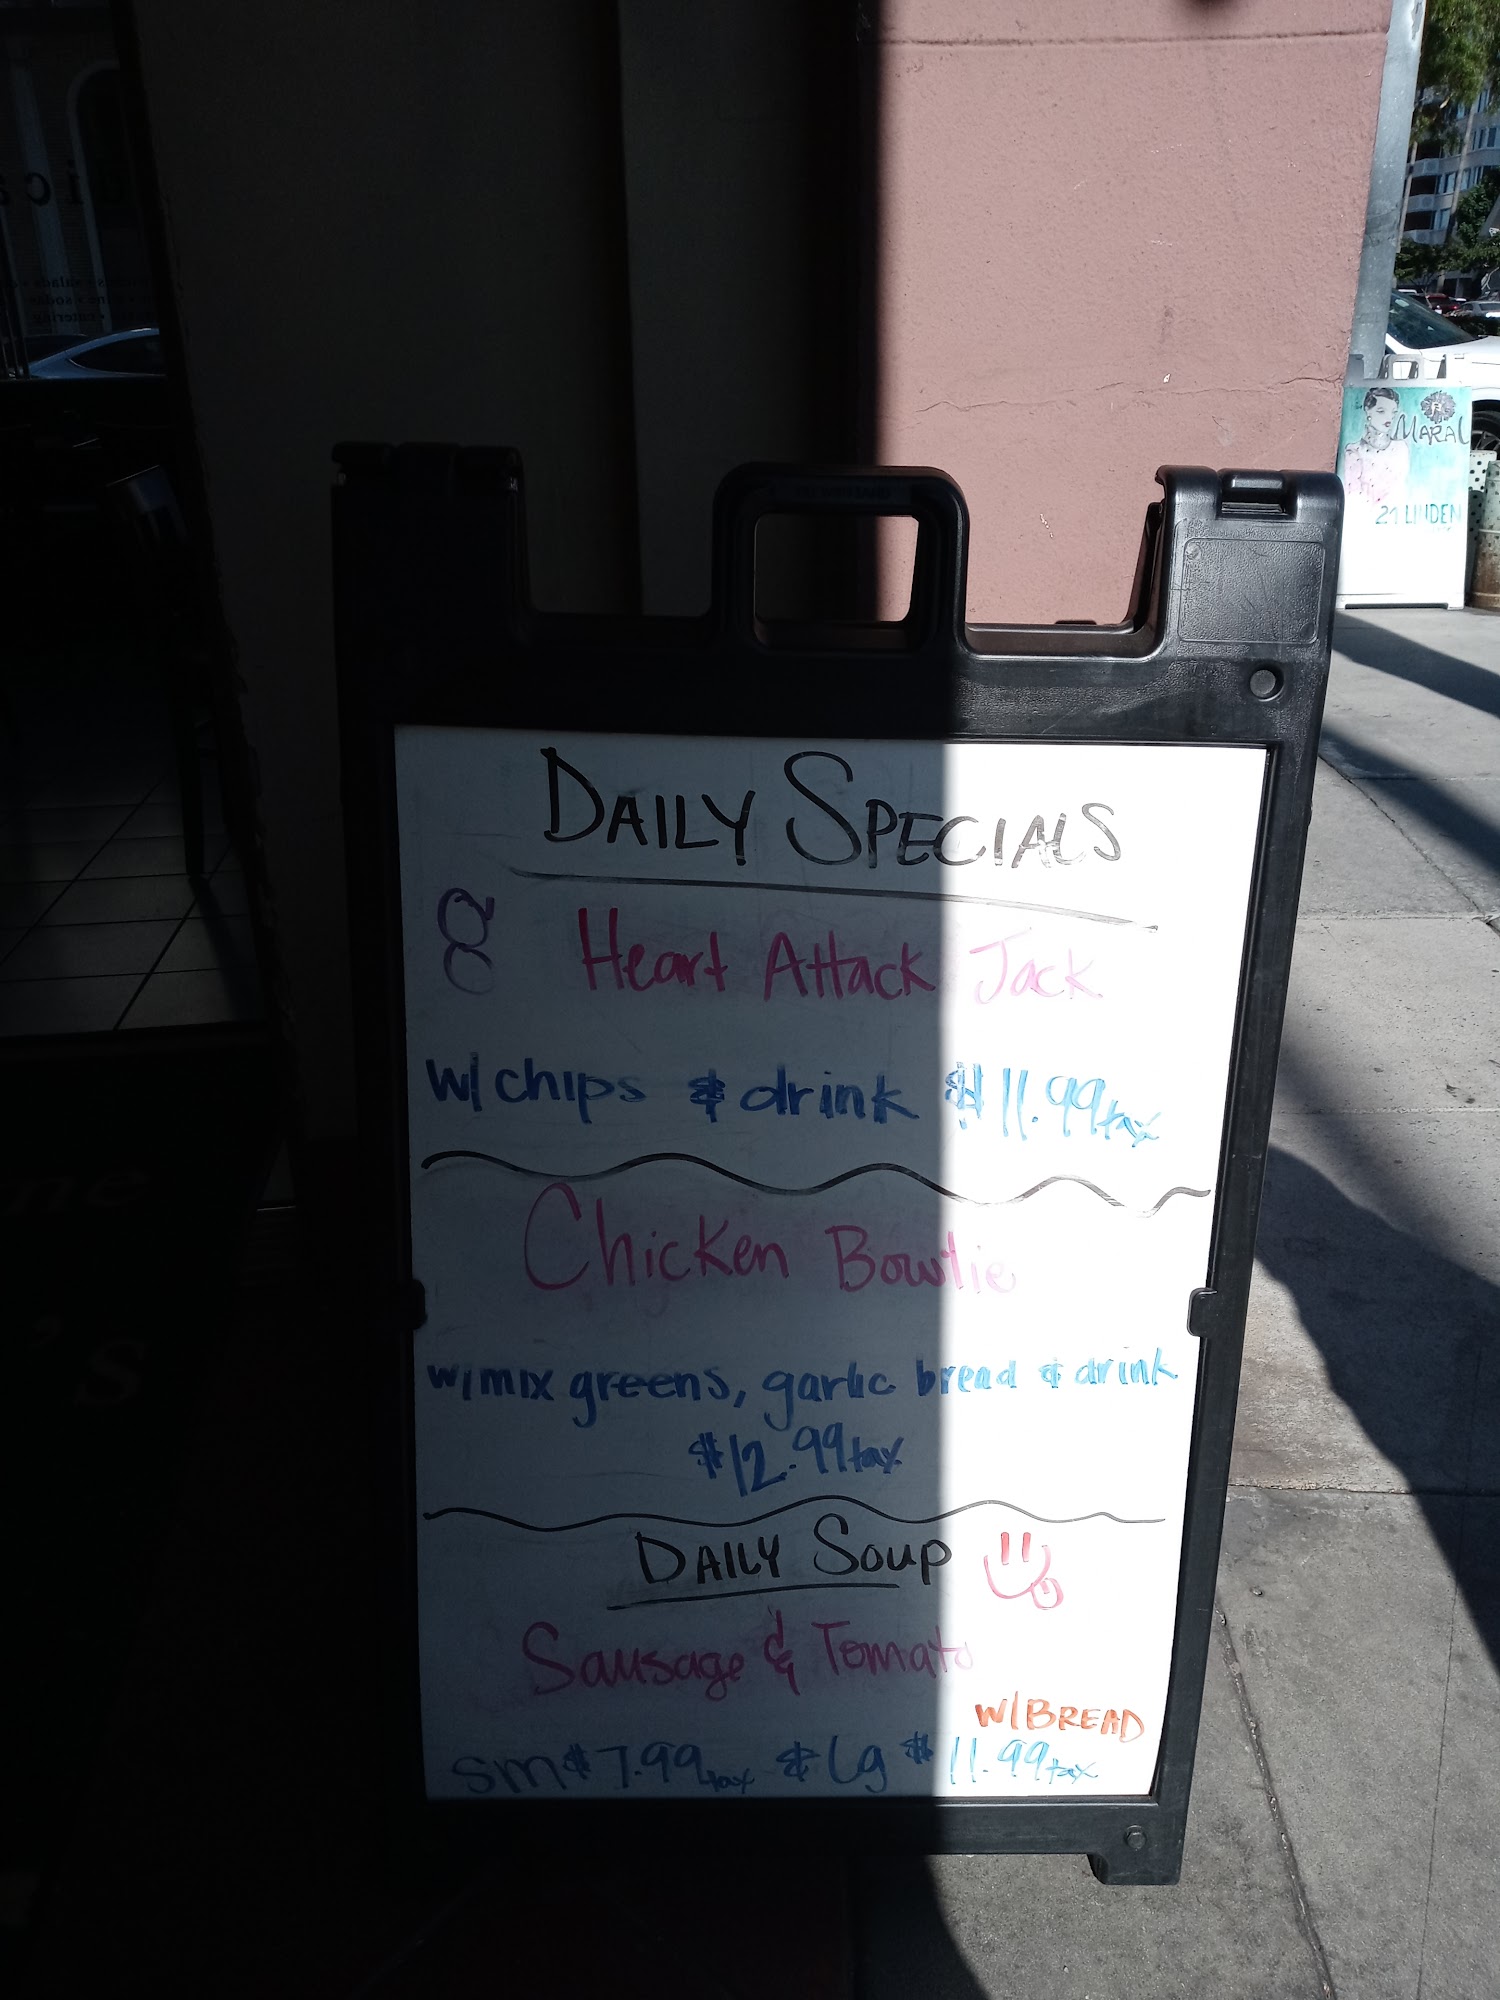 DAILY SPECIALS
Heart Attack Jack
w/ chips & drink $11.99 tax
Chicken Bowtie
w/ mix greens, garlic bread & drink
$12.99 tax
DAILY SOUP
Sausage & Tomato
W/ BREAD
sm $7.99 tax & Lg $11.99 tax
MARAL
21 LINDEN